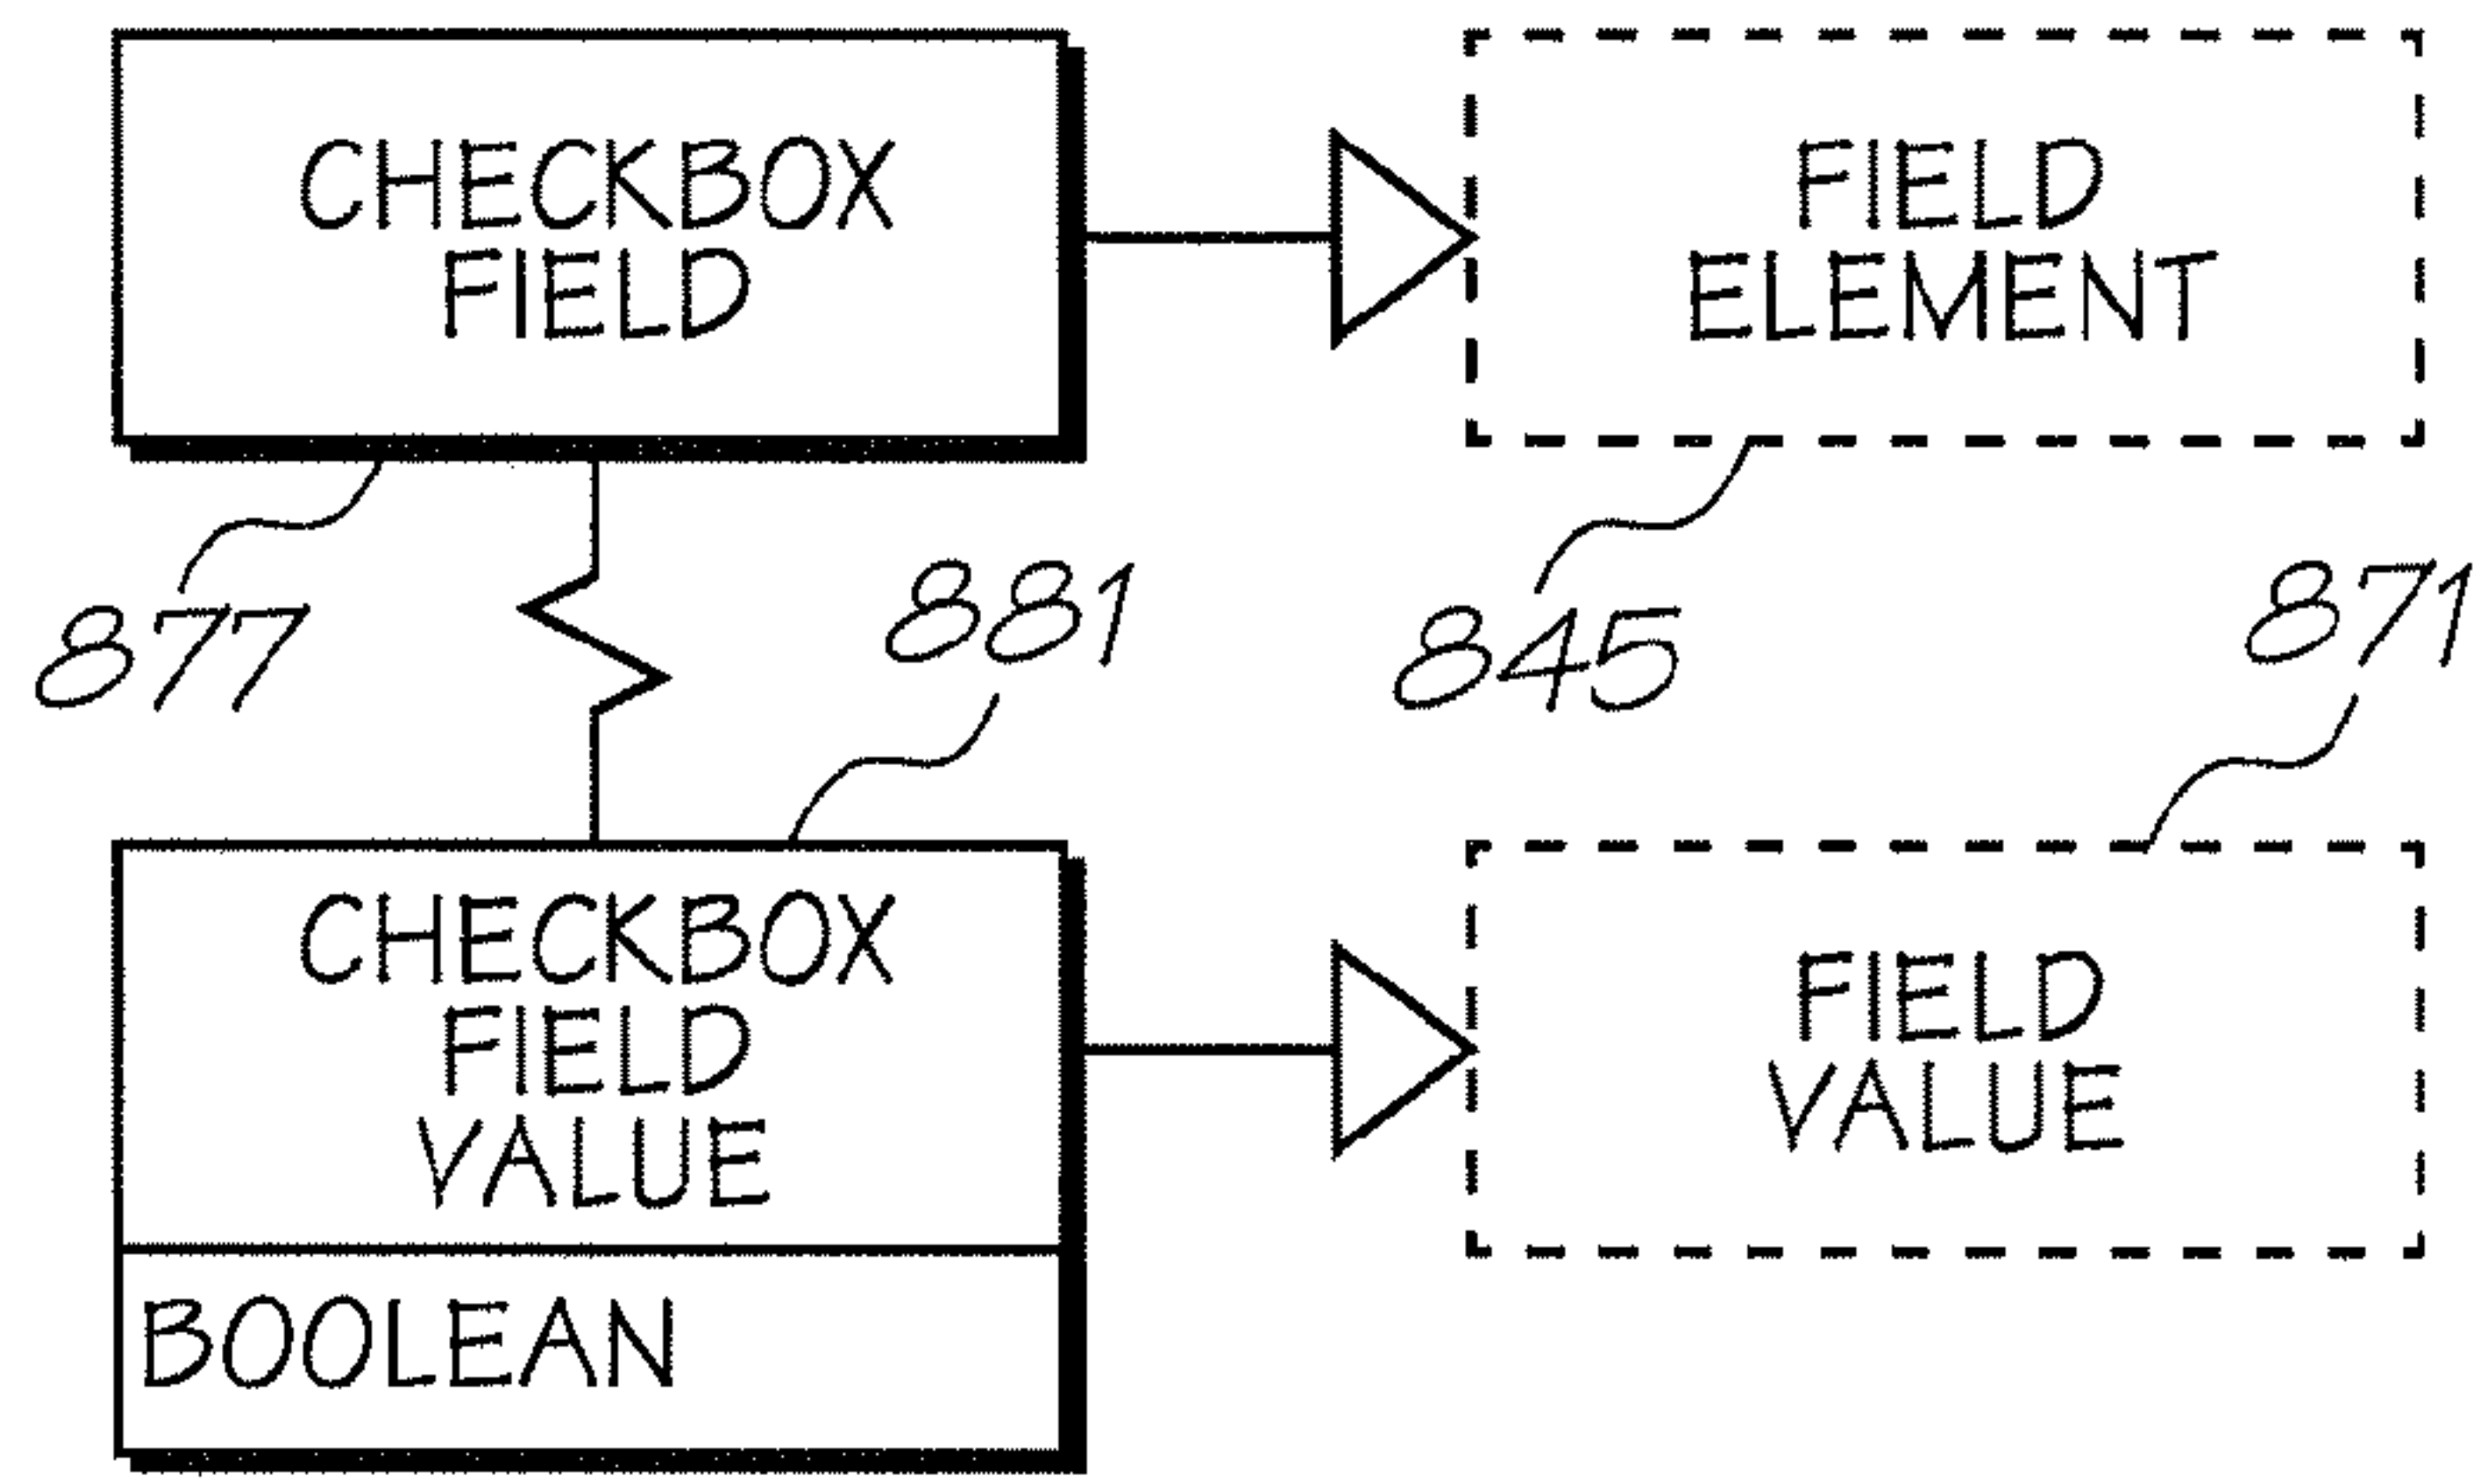 CHECKBOX
FIELD
FIELD
ELEMENT
877
881
845
871
CHECKBOX
FIELD
VALUE
BOOLEAN
FIELD
VALUE